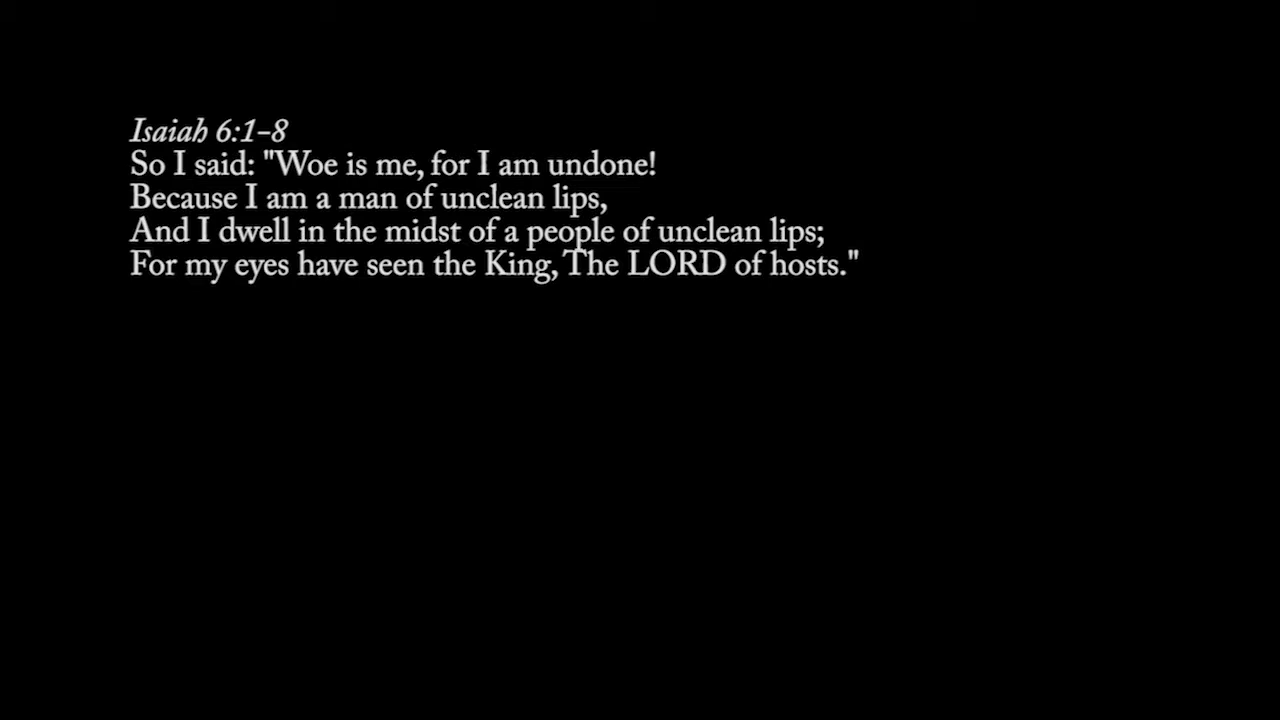 Isaiah 6:1-8
So I said: "Woe is me, for I am undone!
Because I am a man of unclean lips,
And I dwell in the midst of a people of unclean lips;
For my eyes have seen the King, The LORD of hosts."